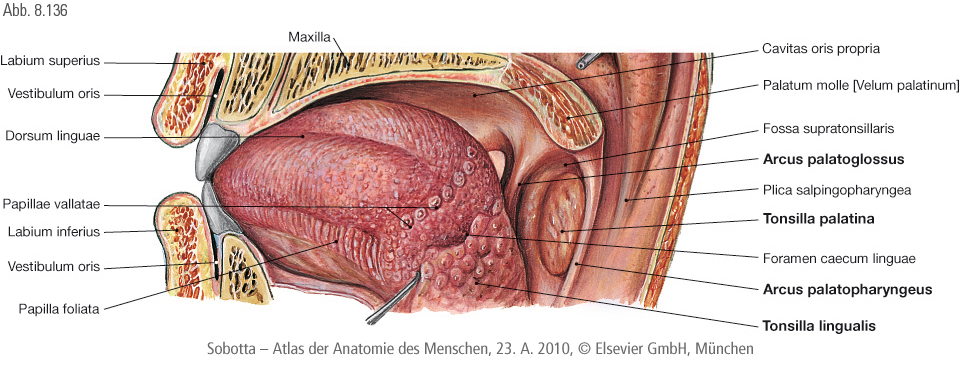 Abb. 8.136
Maxilla
Labium superius
Vestibulum oris
Dorsum linguae
Papillae vallatae
Labium inferius
Vestibulum oris
Papilla foliata
Cavitas oris propria
Palatum molle [Velum palatinum]
Fossa supratonsillaris
Arcus palatoglossus
Plica salpingopharyngea
Tonsilla palatina
Foramen caecum linguae
Arcus palatopharyngeus
Tonsilla lingualis
Sobotta – Atlas der Anatomie des Menschen, 23. A. 2010, © Elsevier GmbH, München